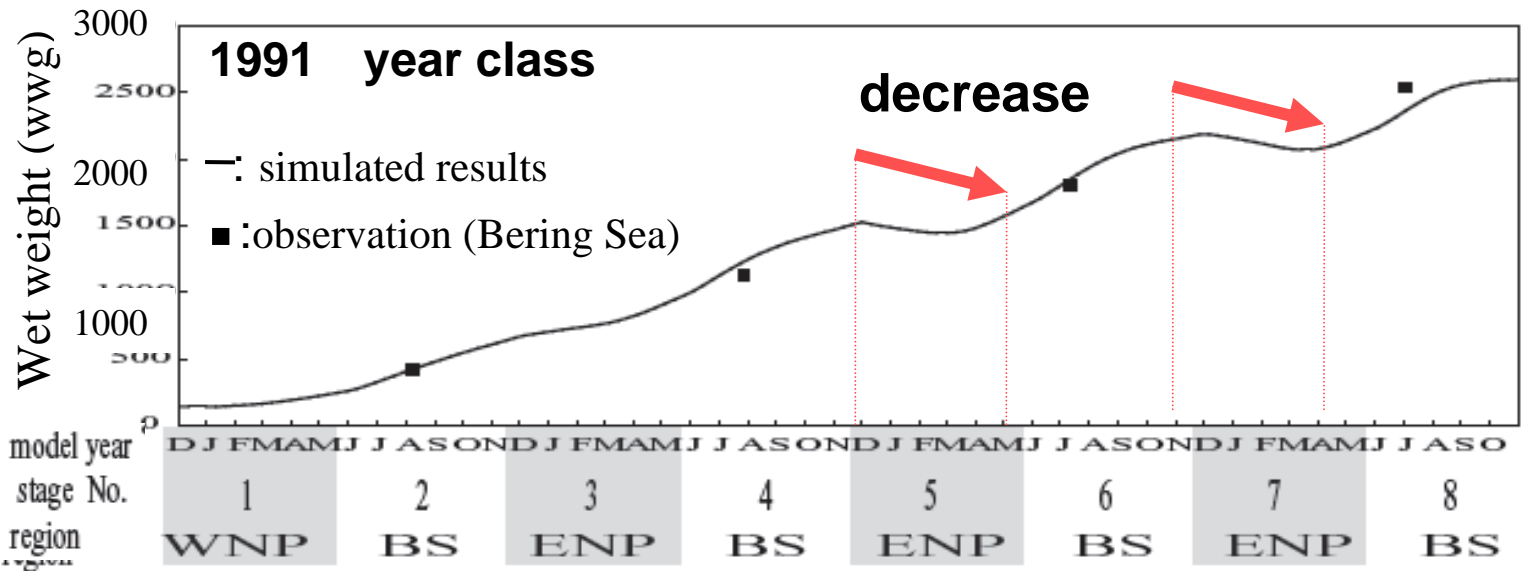 3000
1991 year class
decrease
2500
—: simulated results
2000
1500
■:observation (Bering Sea)
1000
1000
500
0
Wet weight (wwg)
model year D J F M A M J J A S O N D J F M A M J J A S O N D J F M A M J J A S O N D J F M A M J J A S O
stage No. 1 2 3 4 5 6 7 8
region WNP BS ENP BS ENP BS ENP BS
region